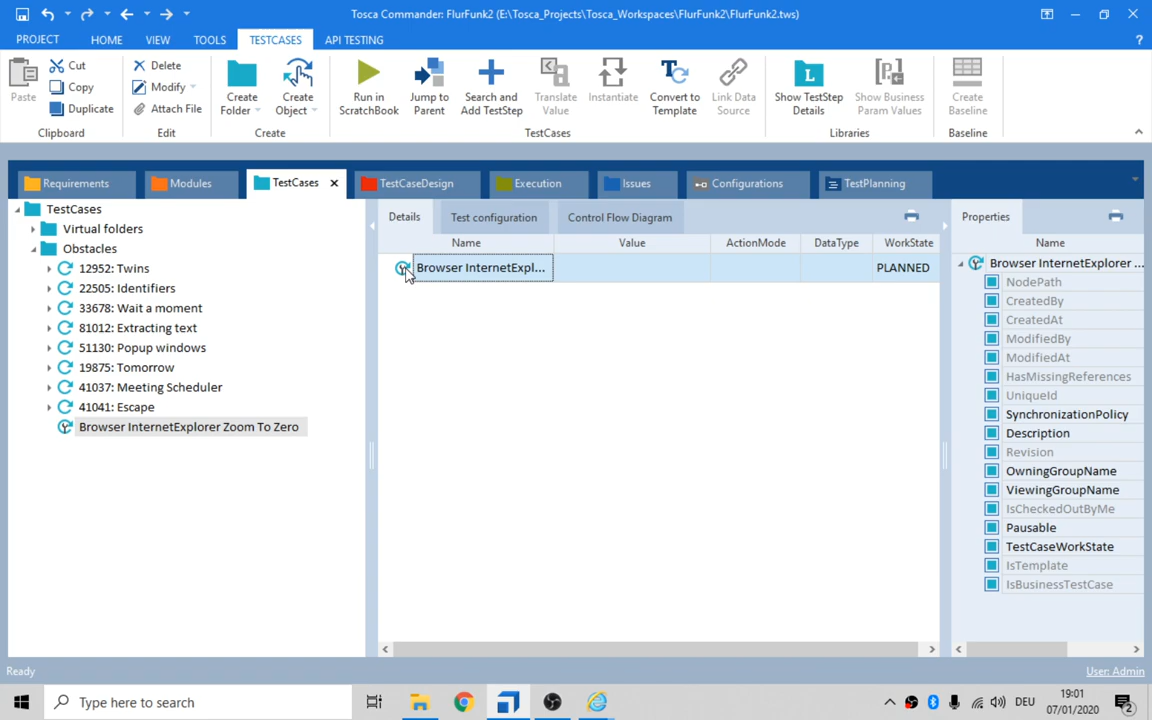 Tosca Commander: FlurFunk2 (E:\Tosca_Projects\Tosca_Workspaces\FlurFunk2\FlurFunk2.tws)
PROJECT HOME VIEW TOOLS TESTCASES API TESTING ?
Paste
Cut
Copy
Duplicate
Clipboard
Delete
Modify
Attach File
Edit
Create Folder
Create Object
Create
Run in ScratchBook
Jump to Parent
Search and Add TestStep
Translate Value
Instantiate
Convert to Template
Link Data Source
TestCases
Show TestStep Details
Show Business Param Values
Libraries
Create Baseline
Baseline
Requirements Modules TestCases TestCaseDesign Execution Issues Configurations TestPlanning
TestCases
Virtual folders
Obstacles
12952: Twins
22505: Identifiers
33678: Wait a moment
81012: Extracting text
51130: Popup windows
19875: Tomorrow
41037: Meeting Scheduler
41041: Escape
Browser InternetExplorer Zoom To Zero
Details Test configuration Control Flow Diagram
Name Value ActionMode DataType WorkState
Browser InternetExpl... PLANNED
Properties
Name
Browser InternetExplorer ...
NodePath
CreatedBy
CreatedAt
ModifiedBy
ModifiedAt
HasMissingReferences
UniqueId
SynchronizationPolicy
Description
Revision
OwningGroupName
ViewingGroupName
IsCheckedOutByMe
Pausable
TestCaseWorkState
IsTemplate
IsBusinessTestCase
Ready User: Admin
Type here to search DEU 19:01
07/01/2020 2